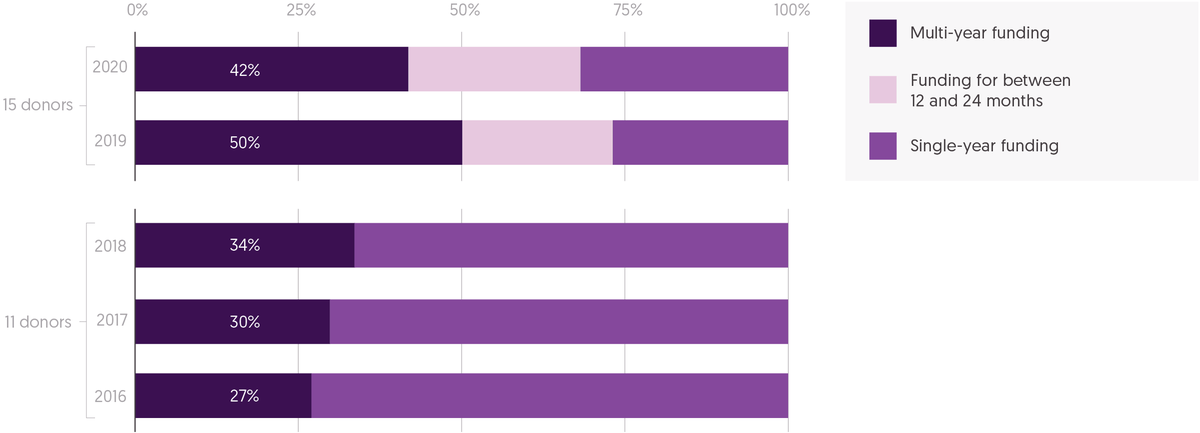 0% 25% 50% 75% 100%
Multi-year funding
Funding for between
12 and 24 months
Single-year funding
15 donors
2020 42%
2019 50%
11 donors
2018 34%
2017 30%
2016 27%